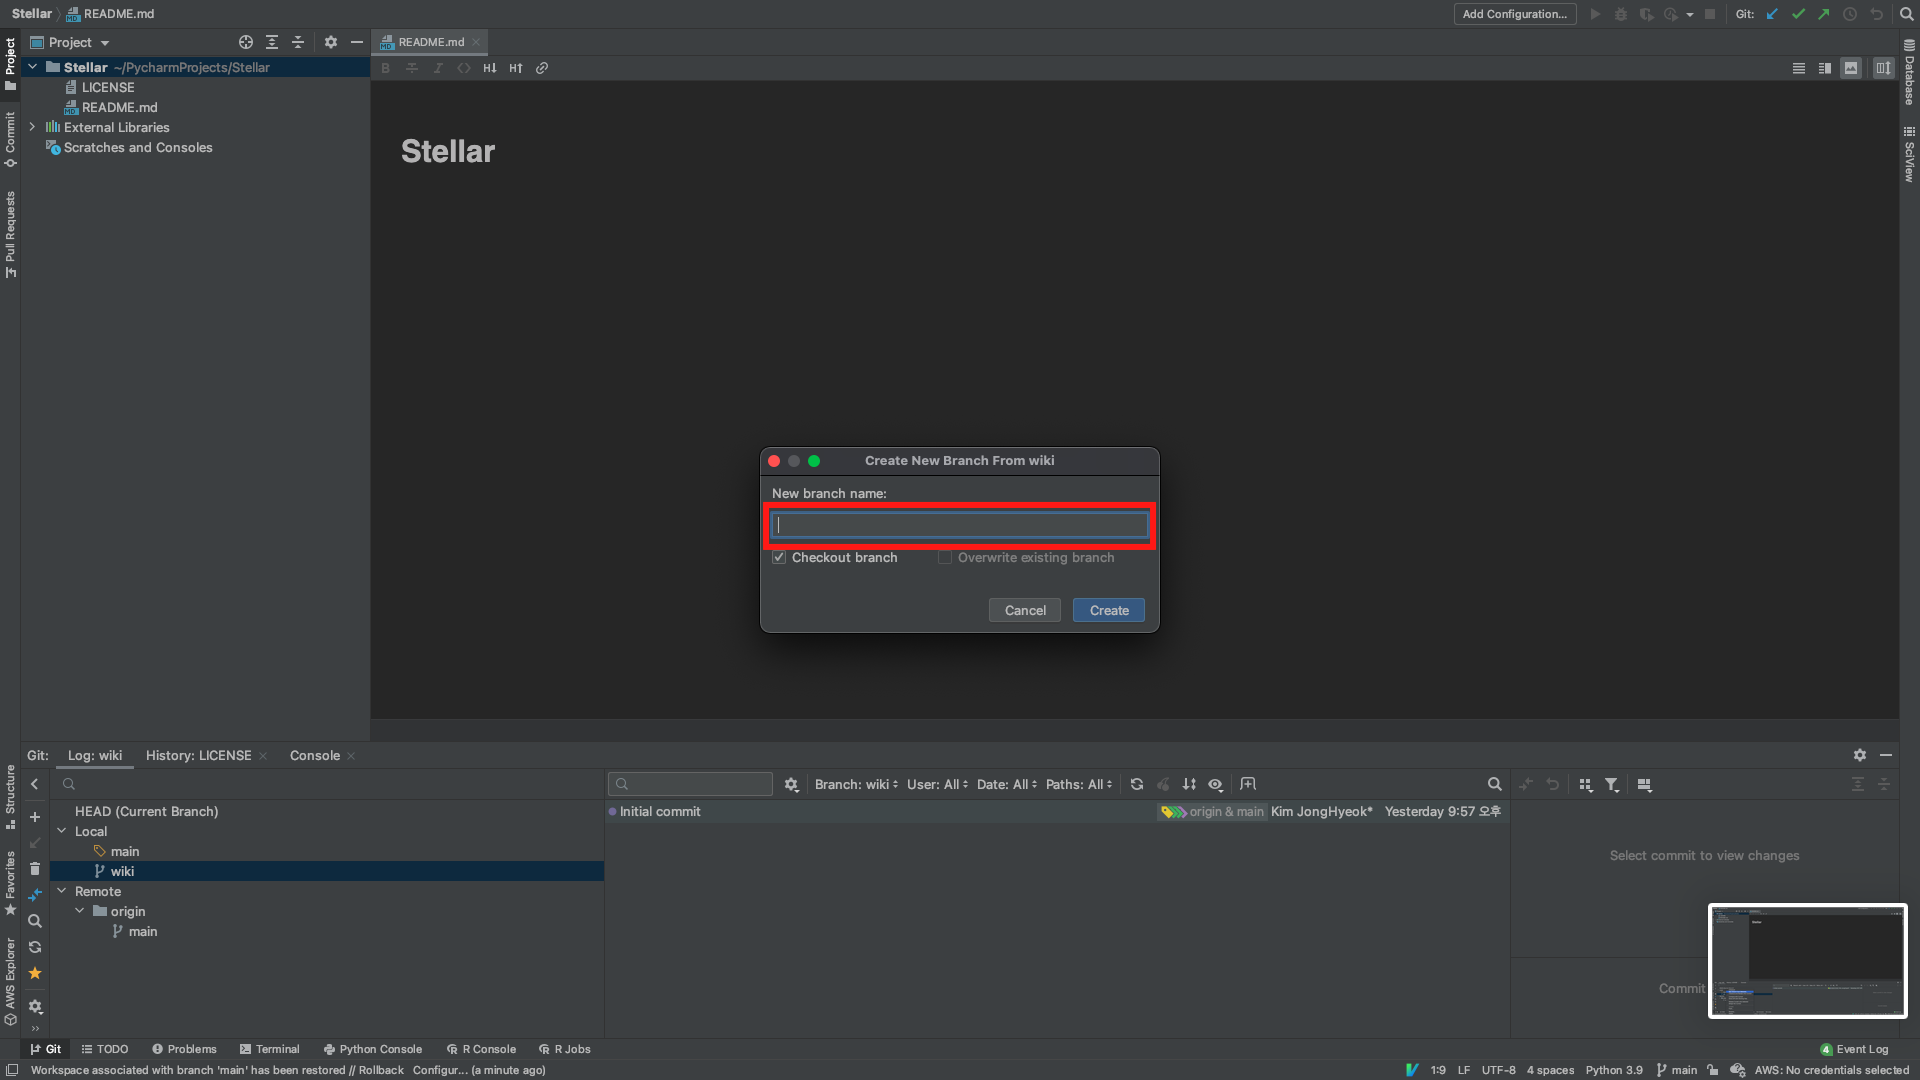 Stellar README.md
Add Configuration... Git:
Project
README.md
Stellar ~/PycharmProjects/Stellar
LICENSE
README.md
External Libraries
Scratches and Consoles
Project
Commit
Pull Requests
Structure
Favorites
AWS Explorer
Database
SciView
B I H↓ H↑
Stellar
Create New Branch From wiki
New branch name:
Checkout branch Overwrite existing branch
Cancel Create
Git: Log: wiki History: LICENSE Console
Branch: wiki User: All Date: All Paths: All
HEAD (Current Branch)
Local
main
wiki
Remote
origin
main
Initial commit origin & main Kim JongHyeok* Yesterday 9:57 오후
Select commit to view changes
Commit
Git TODO Problems Terminal Python Console R Console R Jobs 4 Event Log
Workspace associated with branch 'main' has been restored // Rollback Configur... (a minute ago) 1:9 LF UTF-8 4 spaces Python 3.9 main AWS: No credentials selected